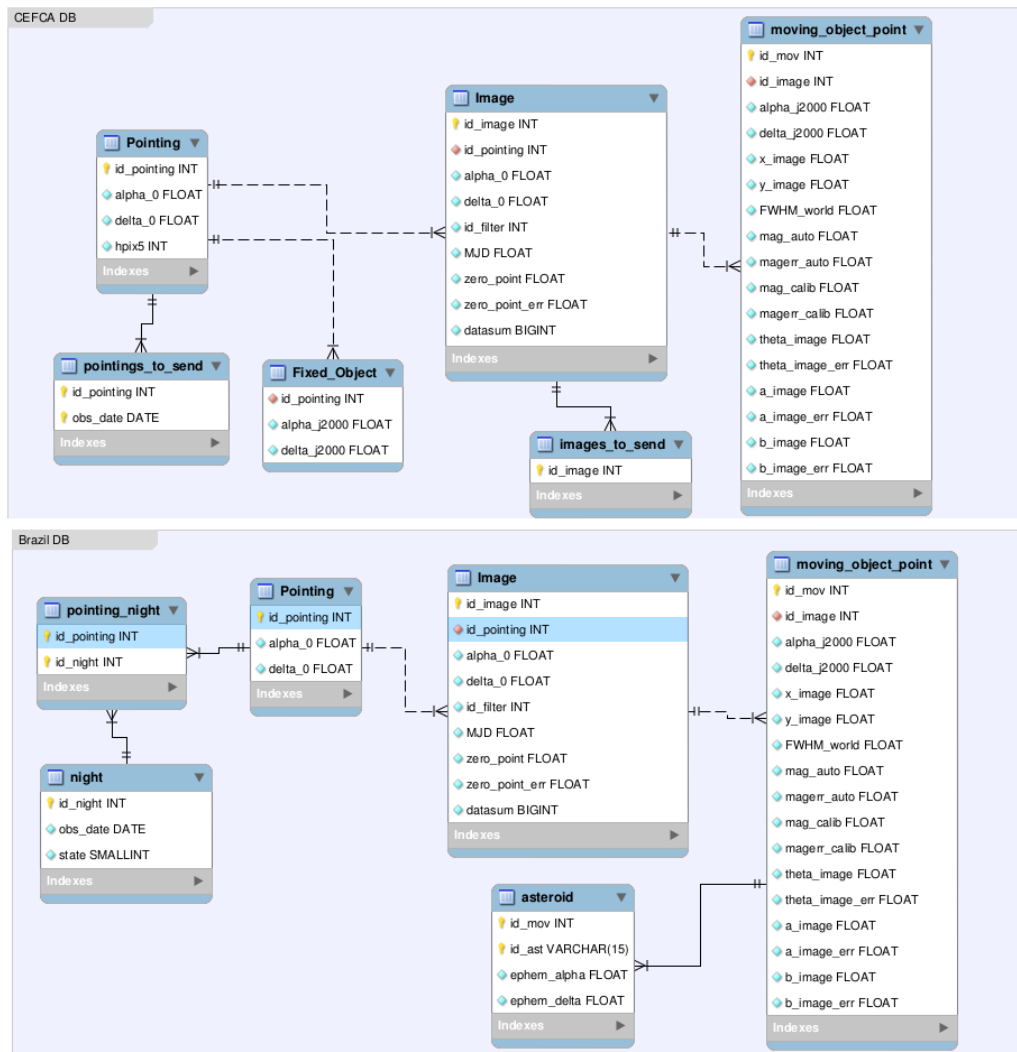 CEFCA DB
Pointing
id_pointing INT
alpha_0 FLOAT
delta_0 FLOAT
hpix5 INT
Indexes
pointings_to_send
id_pointing INT
obs_date DATE
Indexes
Fixed_Object
id_pointing INT
alpha_j2000 FLOAT
delta_j2000 FLOAT
Image
id_image INT
id_pointing INT
alpha_0 FLOAT
delta_0 FLOAT
id_filter INT
MJD FLOAT
zero_point FLOAT
zero_point_err FLOAT
datasum BIGINT
Indexes
images_to_send
id_image INT
Indexes
moving_object_point
id_mov INT
id_image INT
alpha_j2000 FLOAT
delta_j2000 FLOAT
x_image FLOAT
y_image FLOAT
FWHM_world FLOAT
mag_auto FLOAT
magerr_auto FLOAT
mag_calib FLOAT
magerr_calib FLOAT
theta_image FLOAT
theta_image_err FLOAT
a_image FLOAT
a_image_err FLOAT
b_image FLOAT
b_image_err FLOAT
Indexes
Brazil DB
pointing_night
id_pointing INT
id_night INT
Indexes
night
id_night INT
obs_date DATE
state SMALLINT
Indexes
Pointing
id_pointing INT
alpha_0 FLOAT
delta_0 FLOAT
Indexes
Image
id_image INT
id_pointing INT
alpha_0 FLOAT
delta_0 FLOAT
id_filter INT
MJD FLOAT
zero_point FLOAT
zero_point_err FLOAT
datasum BIGINT
Indexes
asteroid
id_mov INT
id_ast VARCHAR(15)
ephem_alpha FLOAT
ephem_delta FLOAT
Indexes
moving_object_point
id_mov INT
id_image INT
alpha_j2000 FLOAT
delta_j2000 FLOAT
x_image FLOAT
y_image FLOAT
FWHM_world FLOAT
mag_auto FLOAT
magerr_auto FLOAT
mag_calib FLOAT
magerr_calib FLOAT
theta_image FLOAT
theta_image_err FLOAT
a_image FLOAT
a_image_err FLOAT
b_image FLOAT
b_image_err FLOAT
Indexes